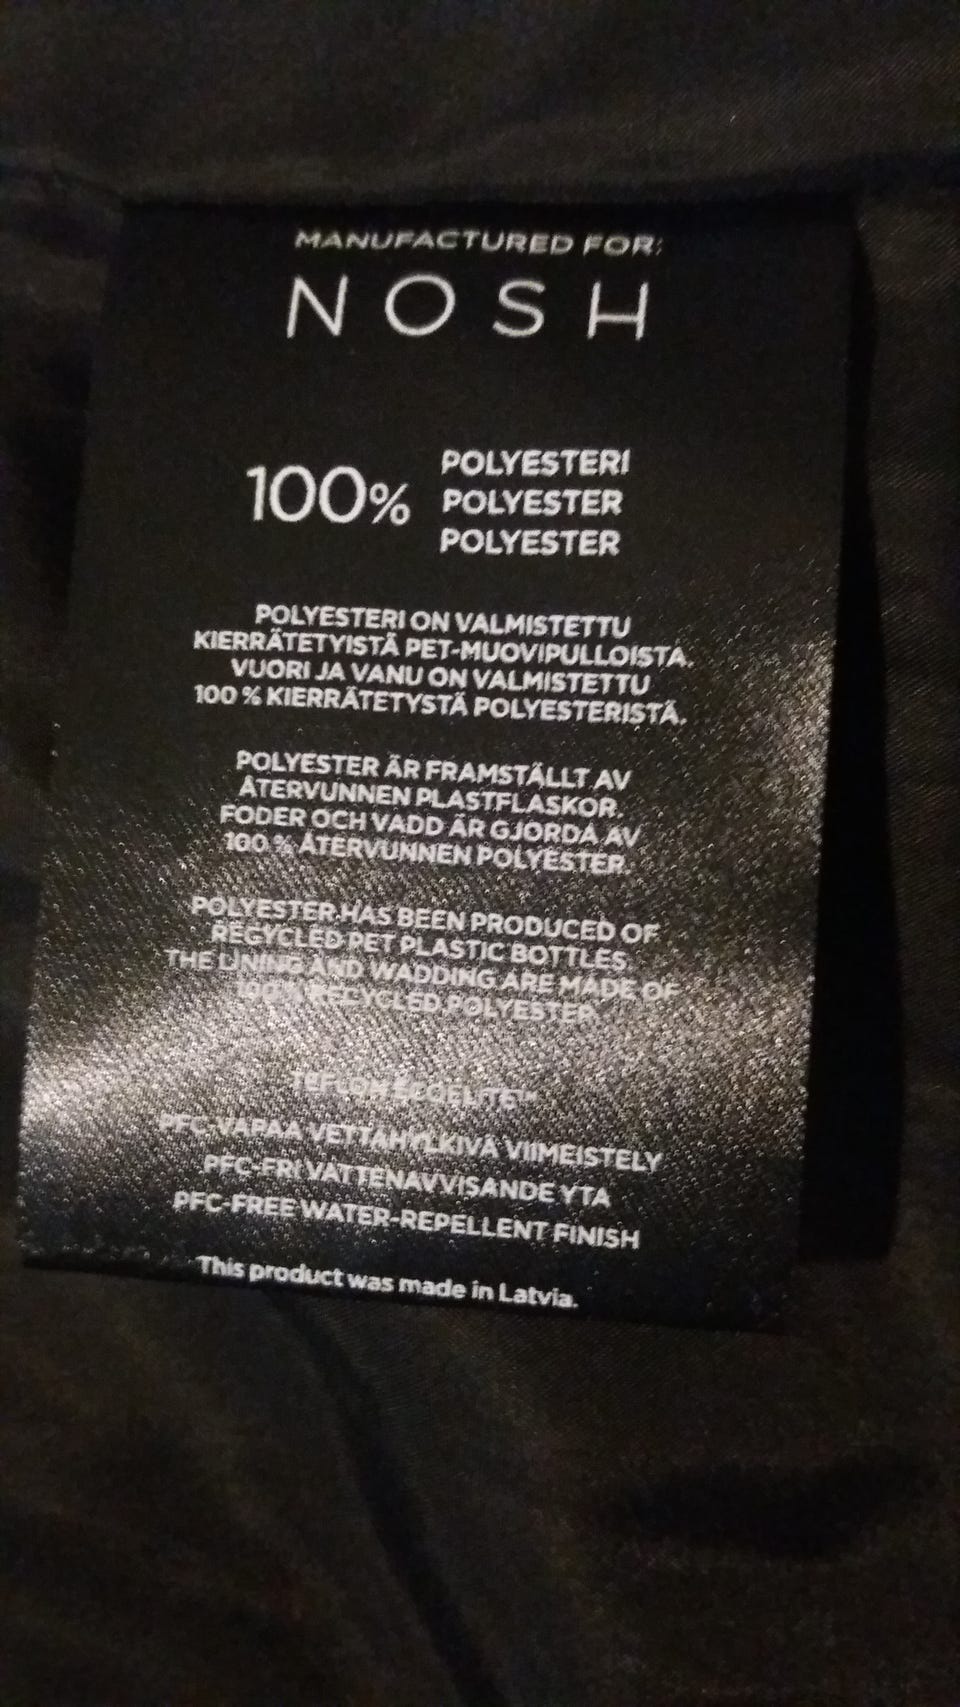 MANUFACTURED FOR:
NOSH
100% POLYESTERI
POLYESTER
POLYESTER
POLYESTERI ON VALMISTETTU
KIERRÄTETYISTÄ PET-MUOVIPULLOISTA.
VUORI JA VANU ON VALMISTETTU
100 % KIERRÄTETYSTÄ POLYESTERISTÄ.
POLYESTER ÄR FRAMSTÄLLT AV
ÅTERVUNNEN PLASTFLASKOR.
FODER OCH VADD ÄR GJORDA AV
100 % ÅTERVUNNEN POLYESTER.
POLYESTER HAS BEEN PRODUCED OF
RECYCLED PET PLASTIC BOTTLES.
THE LINING AND WADDING ARE MADE OF
100 % RECYCLED POLYESTER.
TEFLON ECOELITE™
PFC-VAPAA VETTÄHYLKIVÄ VIIMEISTELY
PFC-FRI VATTENAVVISANDE YTA
PFC-FREE WATER-REPELLENT FINISH
This product was made in Latvia.